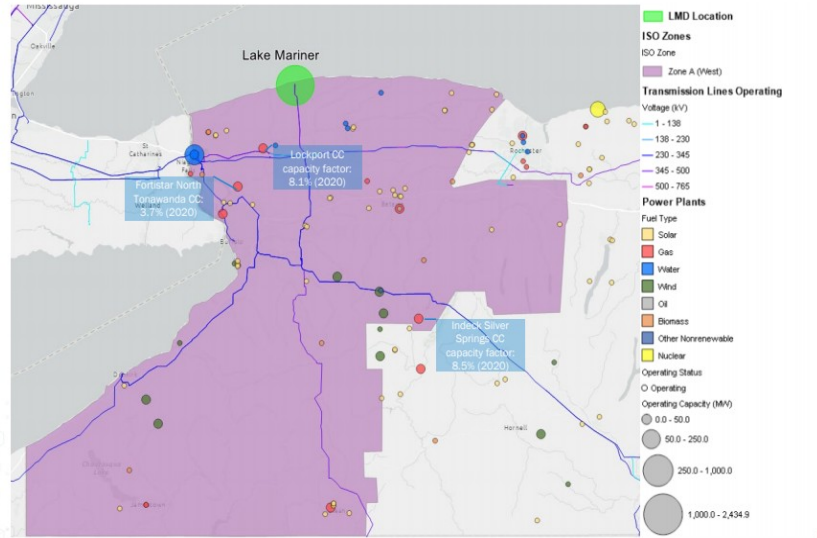 Mississauga
Oakville
Lake Mariner
St
Catharines
Rochester
Lockport CC
capacity factor:
8.1% (2020)
Fortistar North
Tonawanda CC:
3.7% (2020)
Indeck Silver
Springs CC
capacity factor:
8.5% (2020)
Hornell
LMD Location
ISO Zones
ISO Zone
Zone A (West)
Transmission Lines Operating
Voltage (kV)
1 - 138
138 - 230
230 - 345
345 - 500
500 - 765
Power Plants
Fuel Type
Solar
Gas
Water
Wind
Oil
Biomass
Other Nonrenewable
Nuclear
Operating Status
Operating
Operating Capacity (MW)
0.0 - 50.0
50.0 - 250.0
250.0 - 1,000.0
1,000.0 - 2,434.9